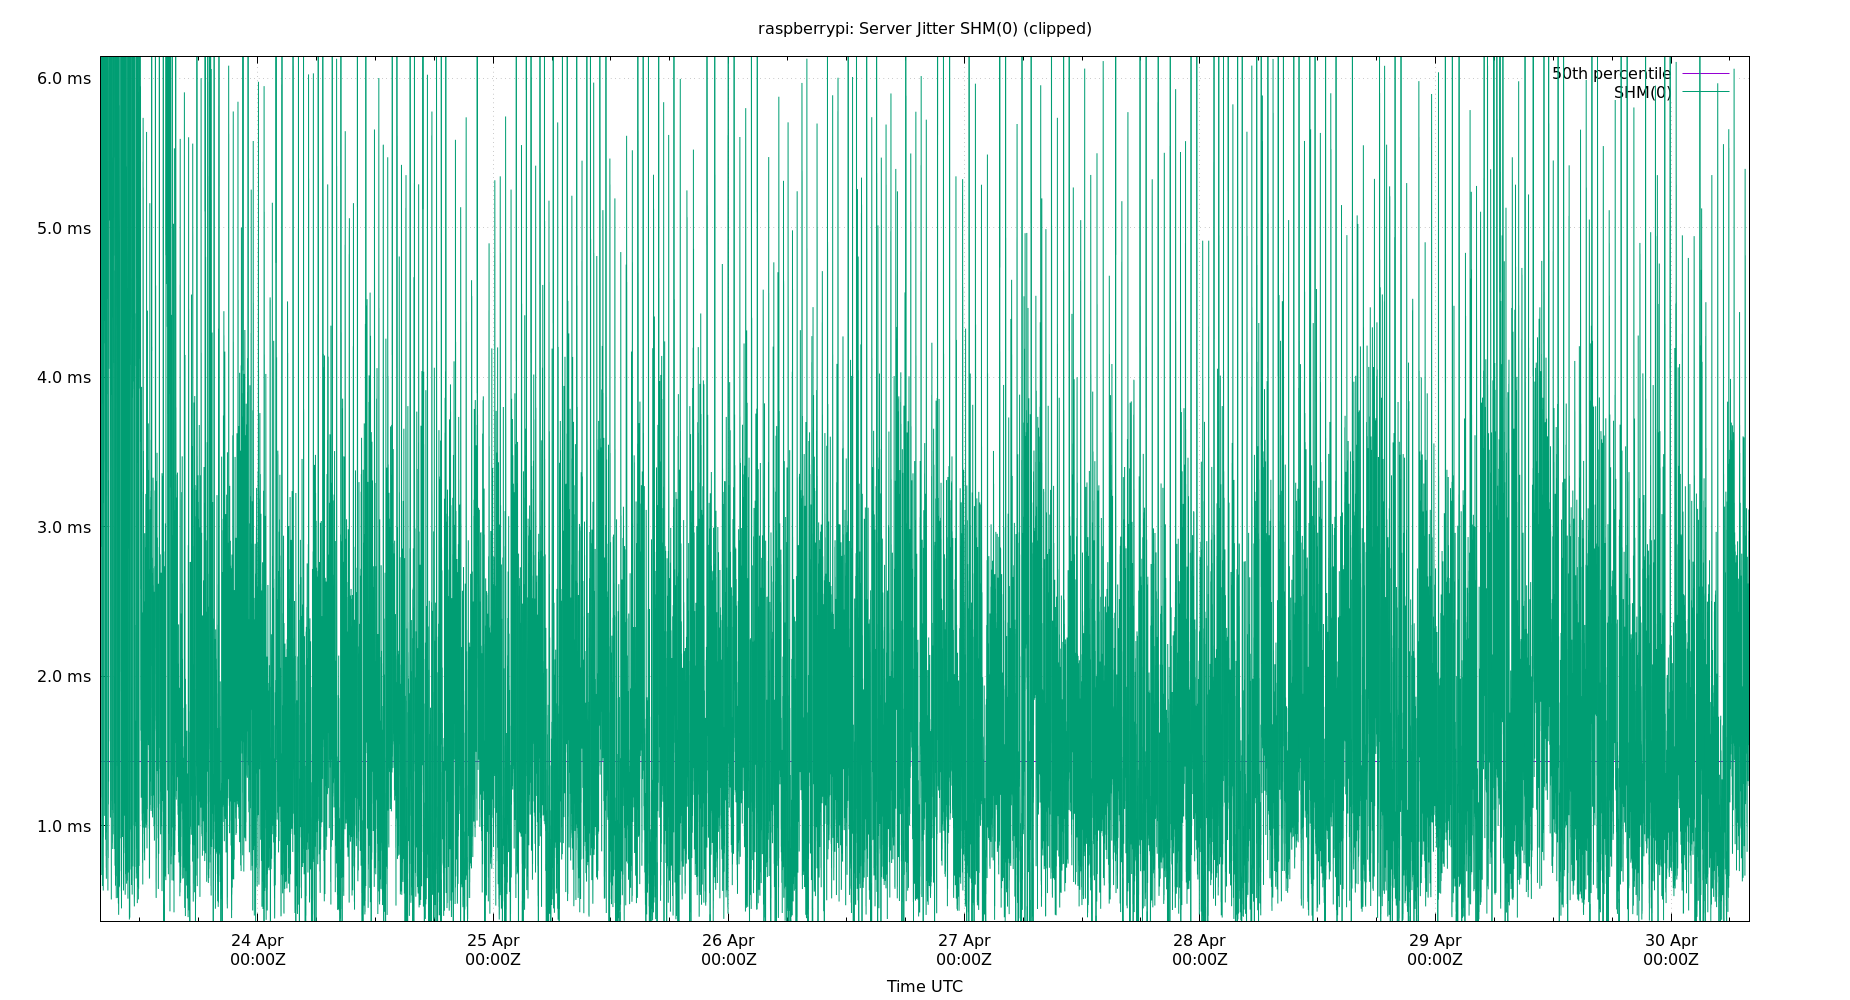 raspberrypi: Server Jitter SHM(0) (clipped)
50th percentile
SHM(0)
6.0 ms
5.0 ms
4.0 ms
3.0 ms
2.0 ms
1.0 ms
24 Apr 25 Apr 26 Apr 27 Apr 28 Apr 29 Apr 30 Apr
00:00Z 00:00Z 00:00Z 00:00Z 00:00Z 00:00Z 00:00Z
Time UTC